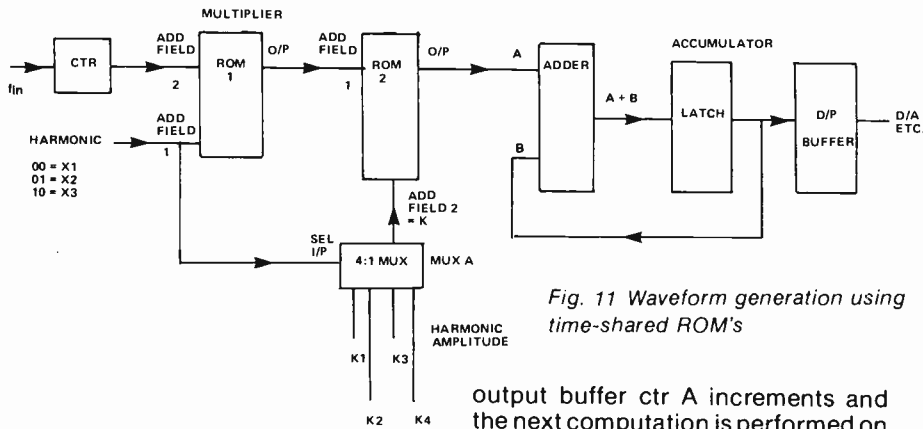 MULTIPLIER
fin
CTR
ADD
FIELD
2
ROM
1
O/P
ADD
FIELD
1
ROM
2
O/P
A
ADDER
B
A + B
ACCUMULATOR
LATCH
D/P
BUFFER
D/A
ETC.
HARMONIC
ADD
FIELD
1
00 = X1
01 = X2
10 = X3
ADD
FIELD 2
= K
SEL
I/P
4:1 MUX
MUX A
HARMONIC
AMPLITUDE
K1
K3
K2
K4
Fig. 11 Waveform generation using
time-shared ROM's
output buffer ctr A increments and
the next computation is performed on